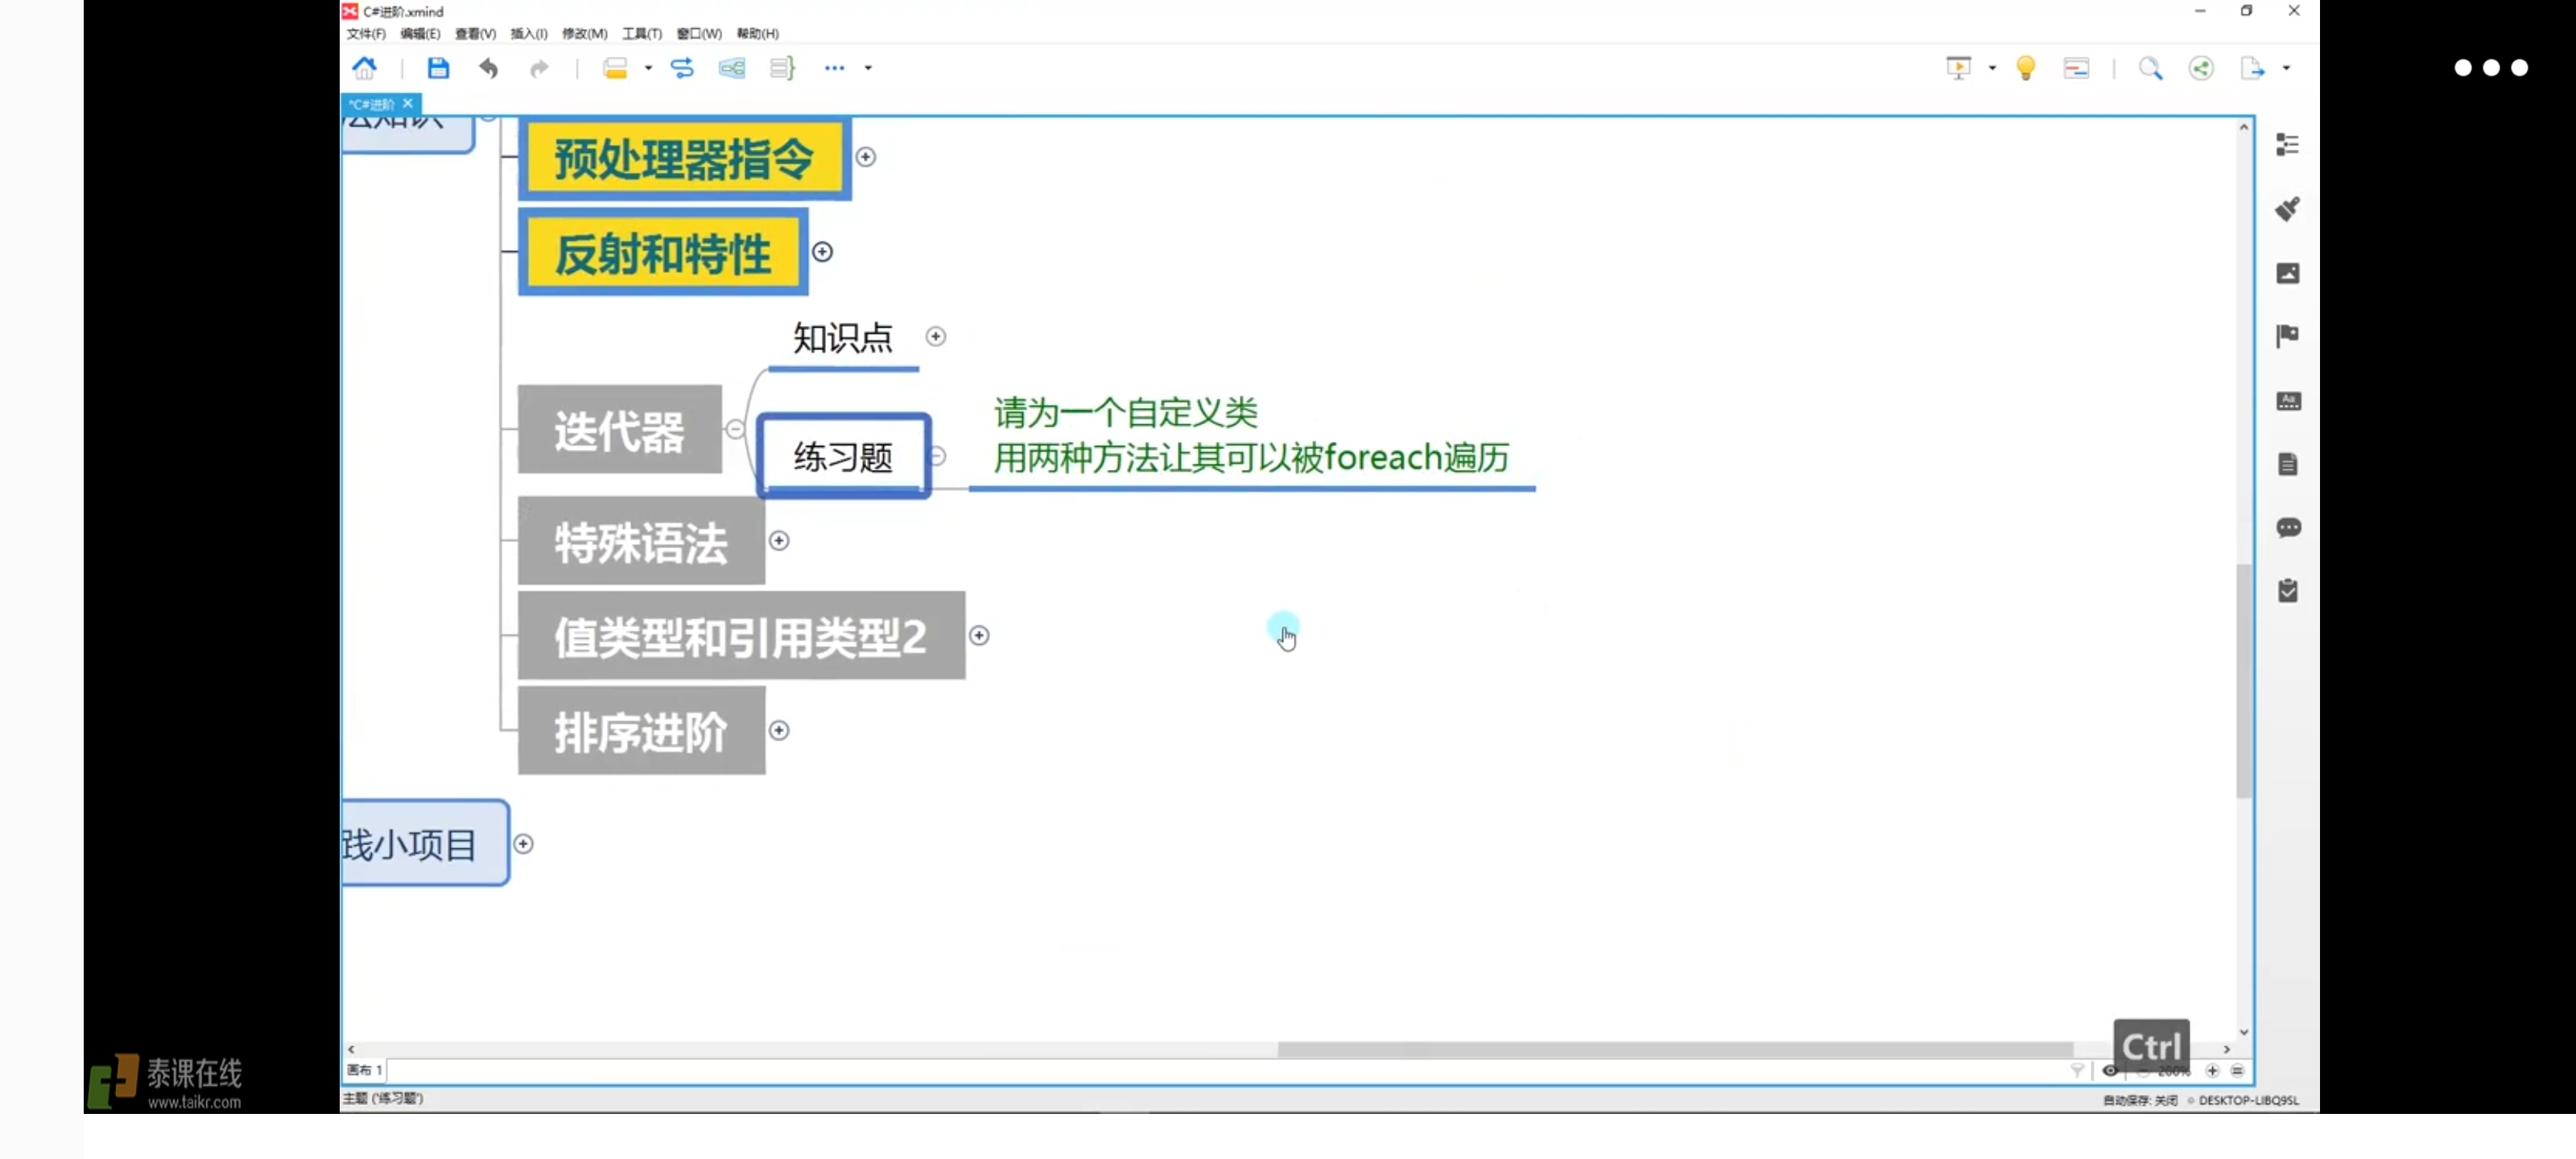 C#进阶.xmind
文件(F) 编辑(E) 查看(V) 插入(I) 修改(M) 工具(T) 窗口(W) 帮助(H)
*C#进阶
法知识
预处理器指令
反射和特性
知识点
迭代器
练习题
请为一个自定义类
用两种方法让其可以被foreach遍历
特殊语法
值类型和引用类型2
排序进阶
践小项目
Ctrl
画布 1
200%
主题 ('练习题')
自动保存: 关闭 DESKTOP-LIBQ9SL
泰课在线
www.taikr.com